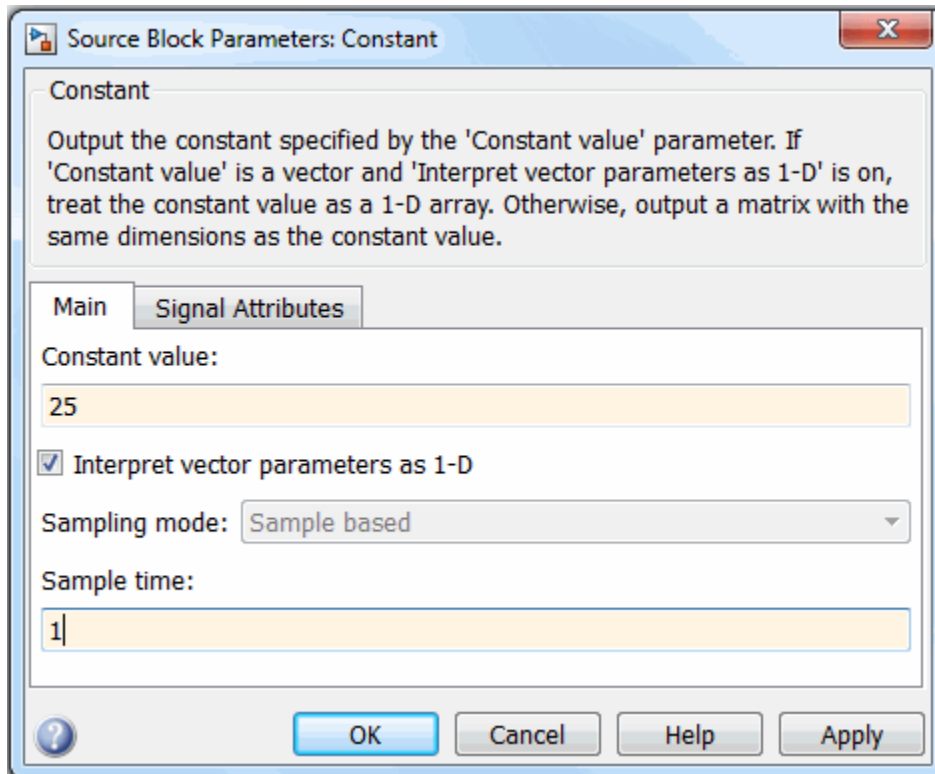 Source Block Parameters: Constant
Constant
Output the constant specified by the 'Constant value' parameter. If
'Constant value' is a vector and 'Interpret vector parameters as 1-D' is on,
treat the constant value as a 1-D array. Otherwise, output a matrix with the
same dimensions as the constant value.
Main Signal Attributes
Constant value:
25
Interpret vector parameters as 1-D
Sampling mode: Sample based
Sample time:
1
OK Cancel Help Apply